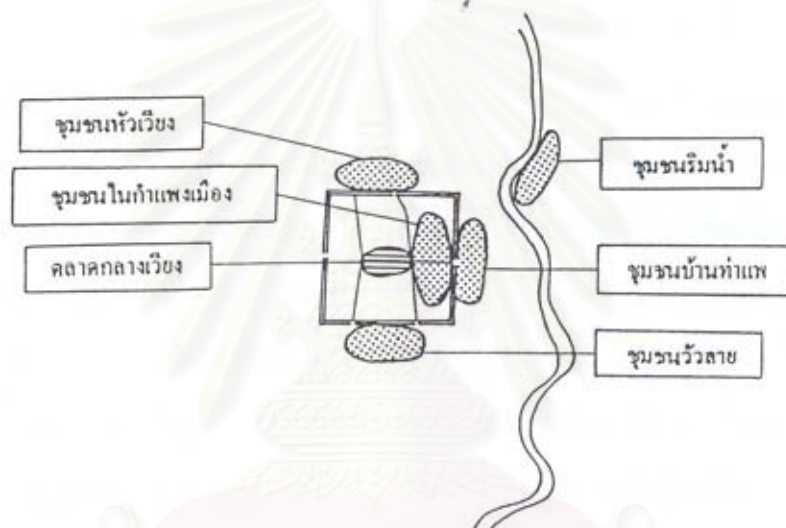 ชุมชนหัวเวียง
ชุมชนในกำแพงเมือง
ตลาดกลางเวียง
ชุมชนริมน้ำ
ชุมชนบ้านท่าแพ
ชุมชนวัวลาย